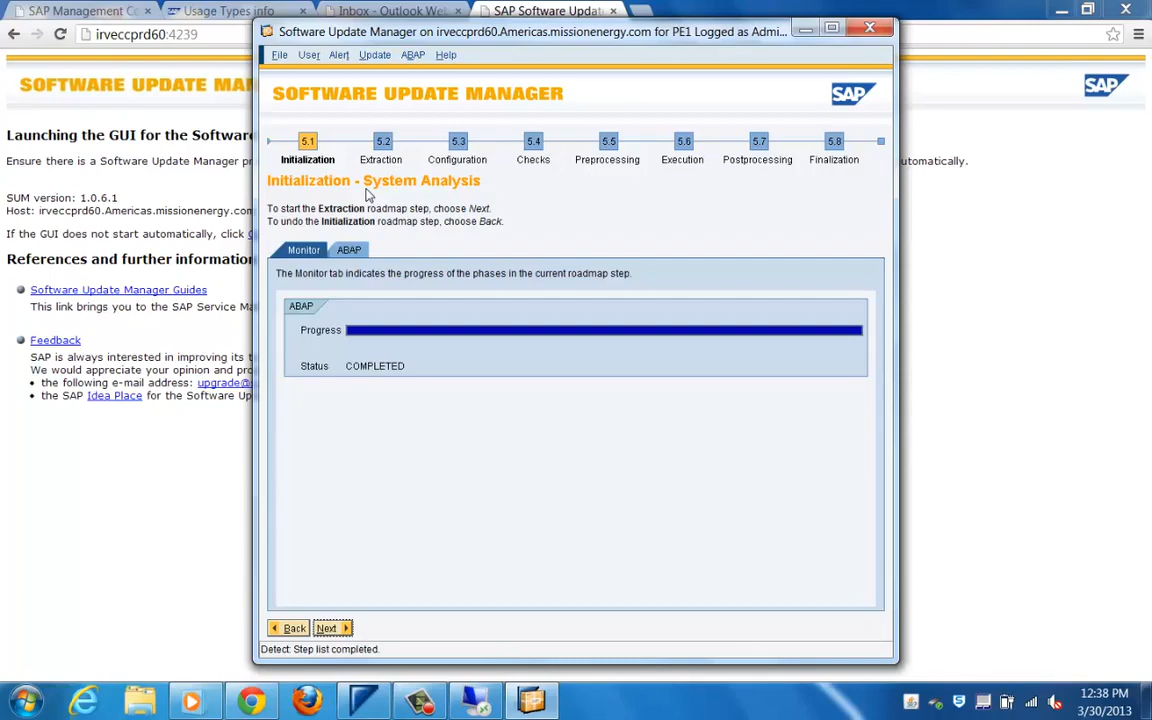 SAP Management Co
Usage Types info
Inbox - Outlook Wel
SAP Software Updat
irveccprd60:4239
Software Update Manager on irveccprd60.Americas.missionenergy.com for PE1 Logged as Admi...
File User Alert Update ABAP Help
SOFTWARE UPDATE MAN
SOFTWARE UPDATE MANAGER
SAP
SAP
5.1 5.2 5.3 5.4 5.5 5.6 5.7 5.8
Initialization Extraction Configuration Checks Preprocessing Execution Postprocessing Finalization
Initialization - System Analysis
To start the Extraction roadmap step, choose Next.
To undo the Initialization roadmap step, choose Back.
Monitor ABAP
The Monitor tab indicates the progress of the phases in the current roadmap step.
ABAP
Progress
Status COMPLETED
Back Next
Detect: Step list completed.
Launching the GUI for the Softwar
Ensure there is a Software Update Manager pr
automatically.
SUM version: 1.0.6.1
Host: irveccprd60.Americas.missionenergy.com
If the GUI does not start automatically, click
References and further information
Software Update Manager Guides
This link brings you to the SAP Service Ma
Feedback
SAP is always interested in improving its
We would appreciate your opinion and pro
the following e-mail address: upgrade@
the SAP Idea Place for the Software Up
12:38 PM
3/30/2013